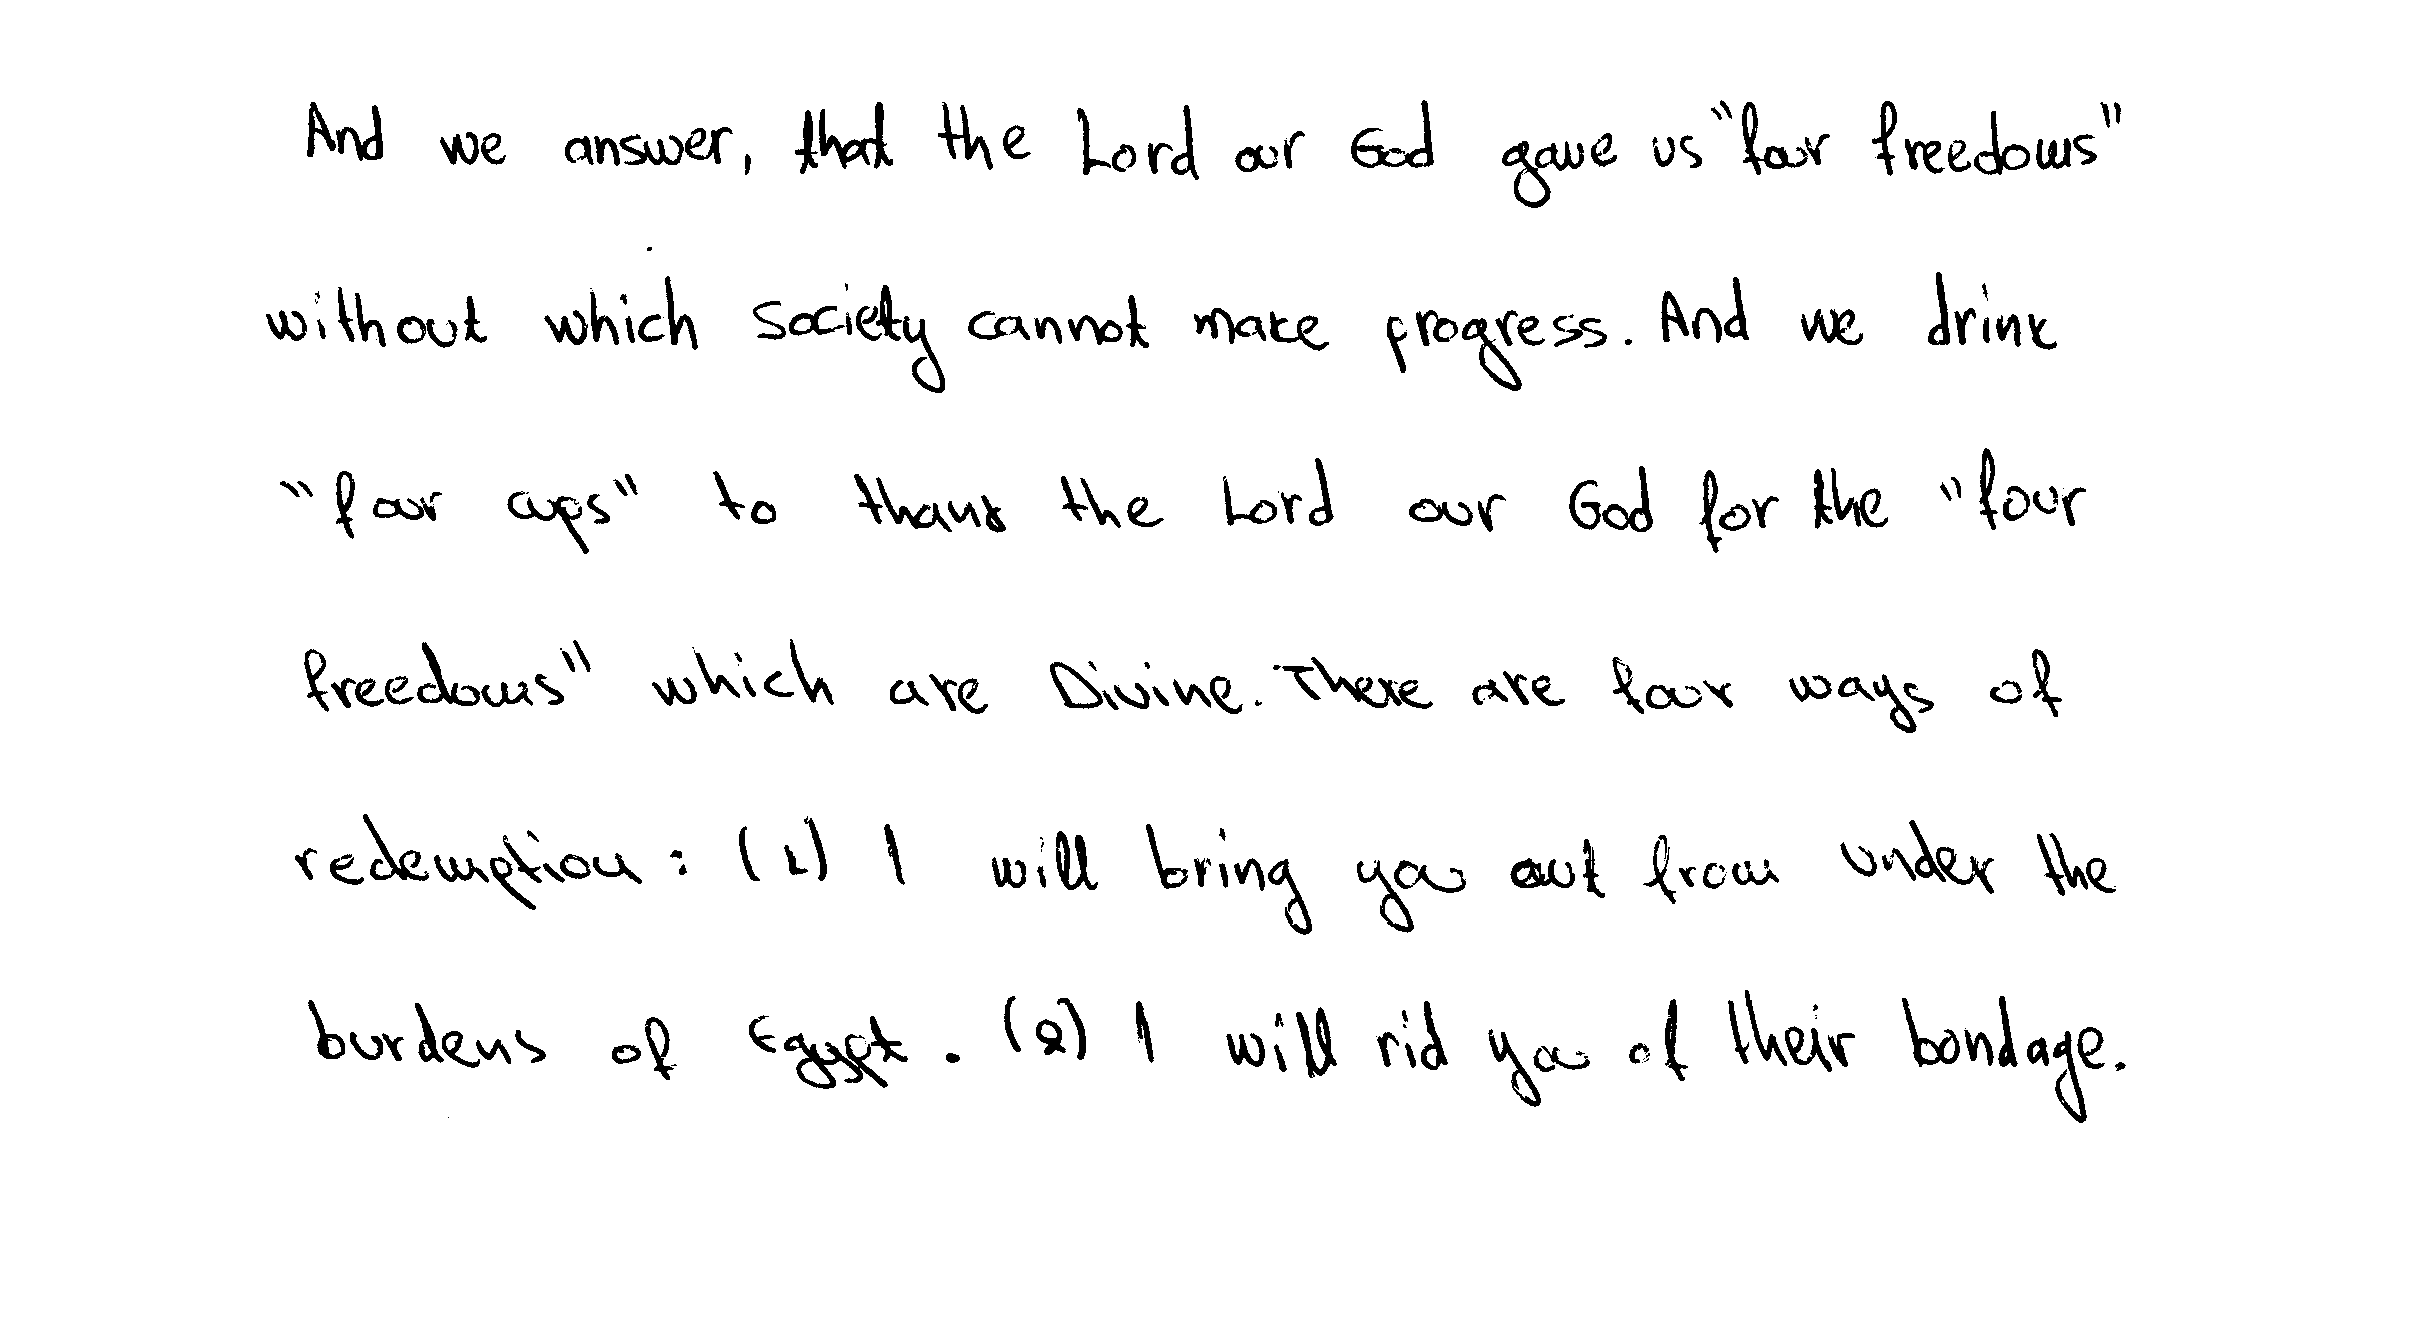 And we answer, that the Lord our God gave us "four freedoms"
without which society cannot make progress. And we drink
"four cups" to thank the Lord our God for the "four
freedoms" which are Divine. There are four ways of
redemption: (1) I will bring you out from under the
burdens of Egypt. (2) I will rid you of their bondage.